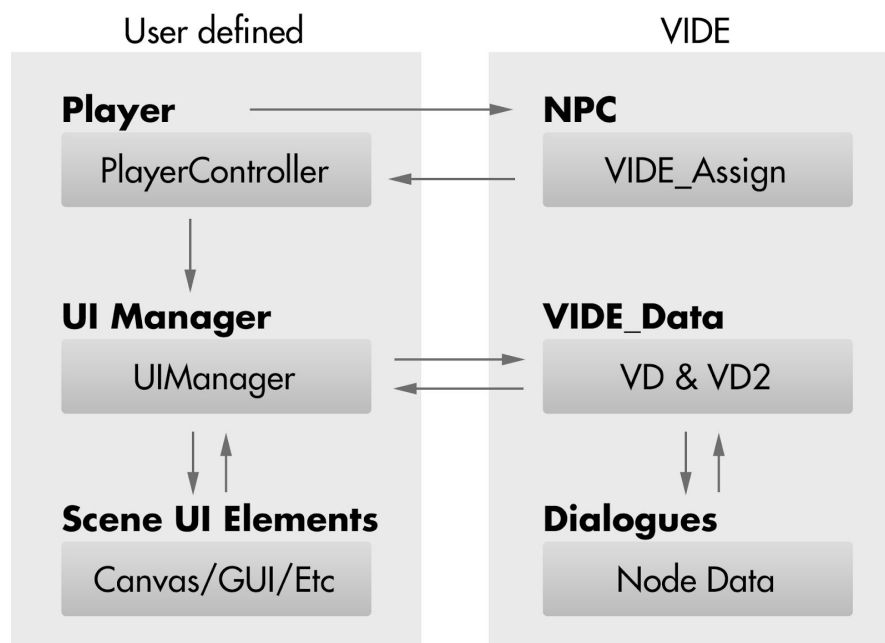 User defined
VIDE
Player
NPC
PlayerController
VIDE_Assign
UI Manager
VIDE_Data
UIManager
VD & VD2
Scene UI Elements
Dialogues
Canvas/GUI/Etc
Node Data